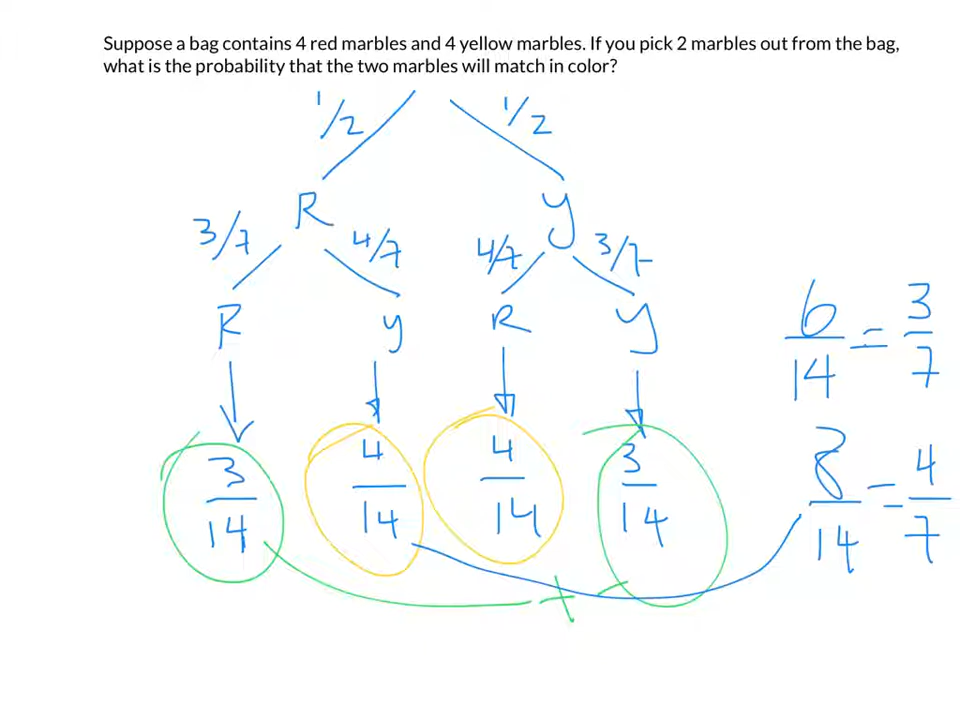 Suppose a bag contains 4 red marbles and 4 yellow marbles. If you pick 2 marbles out from the bag,
what is the probability that the two marbles will match in color?
1/2 1/2
R y
3/7 4/7 4/7 3/7
R y R y
6/14 = 3/7
3/14 4/14 4/14 3/14
8/14 = 4/7
+